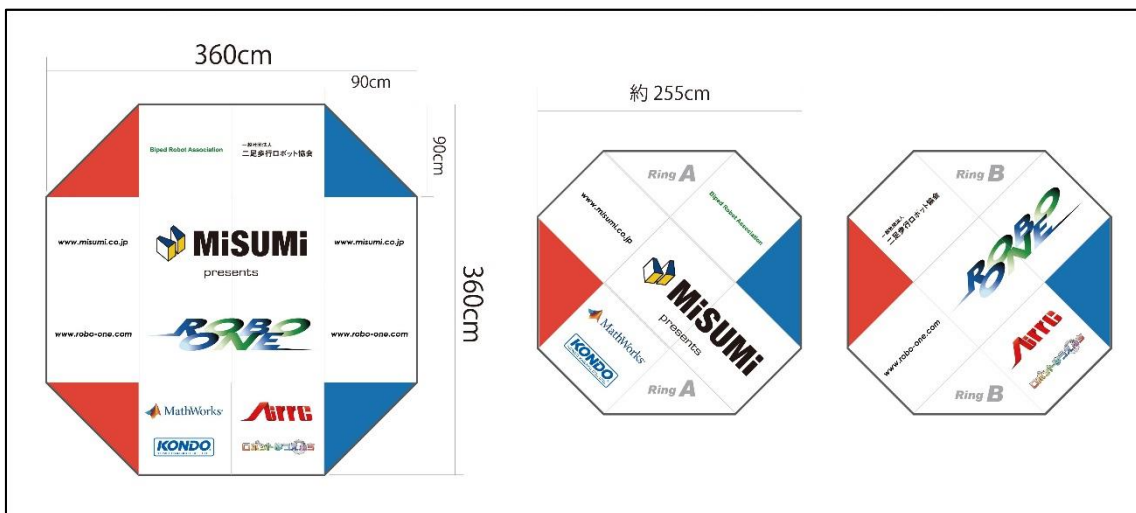 360cm
90cm
90cm
360cm
Biped Robot Association
一般社団法人
二足歩行ロボット協会
www.misumi.co.jp
MiSUMi
www.misumi.co.jp
presents
www.robo-one.com
ROBO
ONE
www.robo-one.com
MathWorks®
KONDO
約 255cm
Ring A
www.misumi.co.jp
Biped Robot Association
MiSUMi
presents
MathWorks
KONDO
Ring A
Ring B
一般社団法人
二足歩行ロボット協会
ROBO
ONE
www.robo-one.com
Ring B